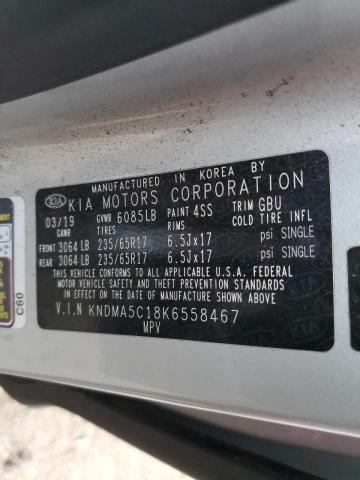 MANUFACTURED IN KOREA BY
KIA KIA MOTORS CORPORATION
03/19 GVWR 6085LB PAINT 4SS TRIM GBU
GAWR TIRES RIMS COLD TIRE INFL
FRONT 3064 LB 235/65R17 6.5Jx17 psi SINGLE
REAR 3064 LB 235/65R17 6.5Jx17 psi SINGLE
THIS VEHICLE CONFORMS TO ALL APPLICABLE U.S.A. FEDERAL
MOTOR VEHICLE SAFETY, BUMPER, AND THEFT PREVENTION
STANDARDS IN EFFECT ON THE DATE OF MANUFACTURE SHOWN ABOVE.
V.I.N KNDMA5C18K6558467
MPV
C60